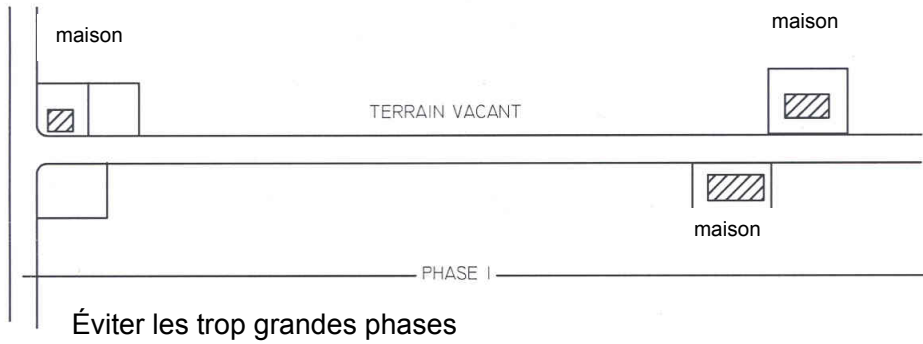 maison
maison
TERRAIN VACANT
maison
PHASE I
Éviter les trop grandes phases